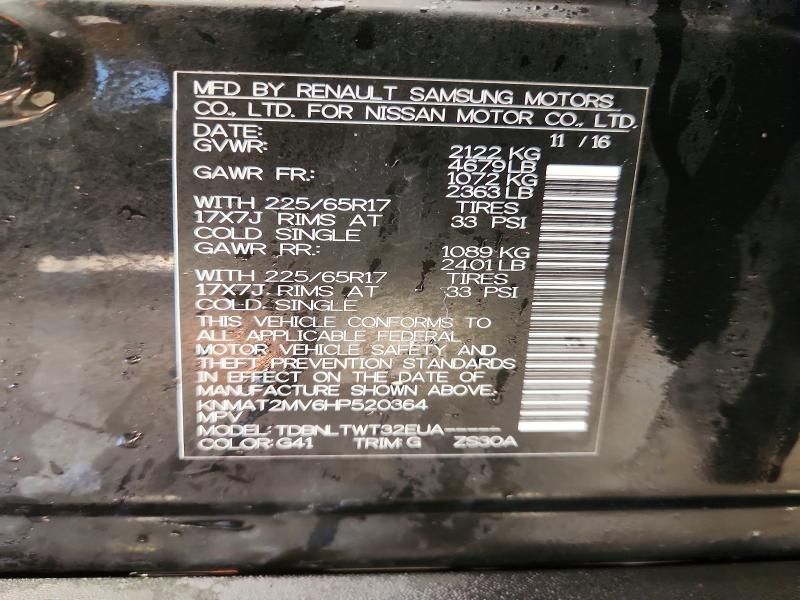 MFD BY RENAULT SAMSUNG MOTORS
CO., LTD. FOR NISSAN MOTOR CO., LTD.
DATE: 11 / 16
GVWR: 2122 KG
4679 LB
GAWR FR.: 1072 KG
2363 LB
WITH 225/65R17 TIRES
17X7J RIMS AT 33 PSI
COLD SINGLE
GAWR RR.: 1089 KG
2401 LB
WITH 225/65R17 TIRES
17X7J RIMS AT 33 PSI
COLD SINGLE
THIS VEHICLE CONFORMS TO
ALL APPLICABLE FEDERAL
MOTOR VEHICLE SAFETY AND
THEFT PREVENTION STANDARDS
IN EFFECT ON THE DATE OF
MANUFACTURE SHOWN ABOVE.
KNMAT2MV6HP520364
MPV
MODEL: TDBNLTWT32EUA-----
COLOR: G41 TRIM: G ZS30A